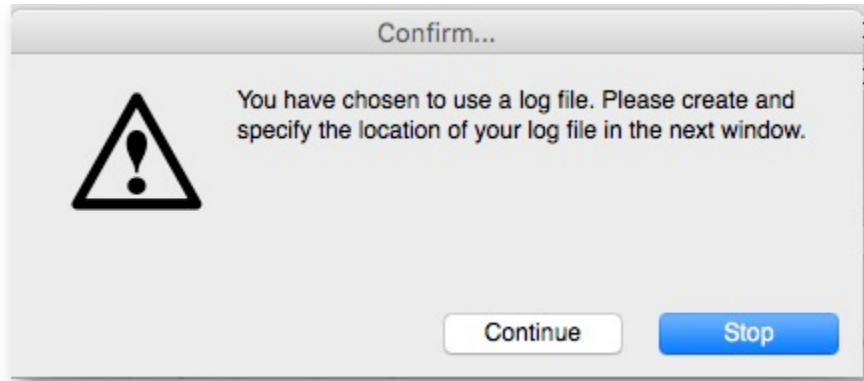 Confirm...
You have chosen to use a log file. Please create and
specify the location of your log file in the next window.
Continue
Stop